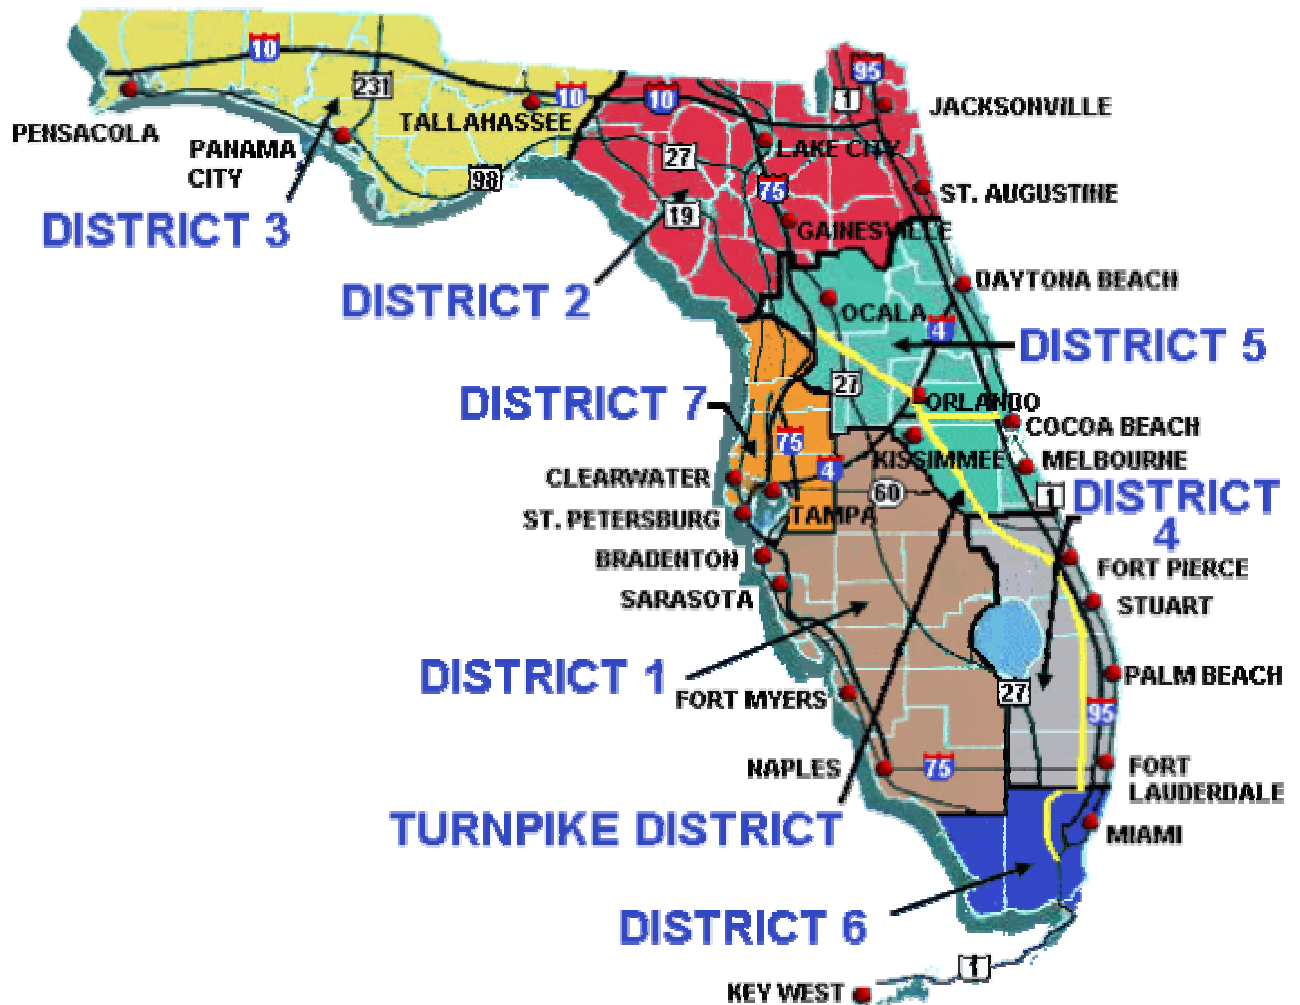 10
95
231
10
10
1
JACKSONVILLE
PENSACOLA
TALLAHASSEE
PANAMA
CITY
LAKE CITY
27
98
75
ST. AUGUSTINE
19
DISTRICT 3
GAINESVILLE
DAYTONA BEACH
DISTRICT 2
OCALA
4
DISTRICT 5
27
DISTRICT 7
ORLANDO
COCOA BEACH
75
KISSIMMEE
MELBOURNE
CLEARWATER
4
60
1
DISTRICT
4
ST. PETERSBURG
TAMPA
BRADENTON
FORT PIERCE
SARASOTA
STUART
DISTRICT 1
PALM BEACH
FORT MYERS
27
95
NAPLES
75
FORT
LAUDERDALE
TURNPIKE DISTRICT
MIAMI
DISTRICT 6
1
KEY WEST